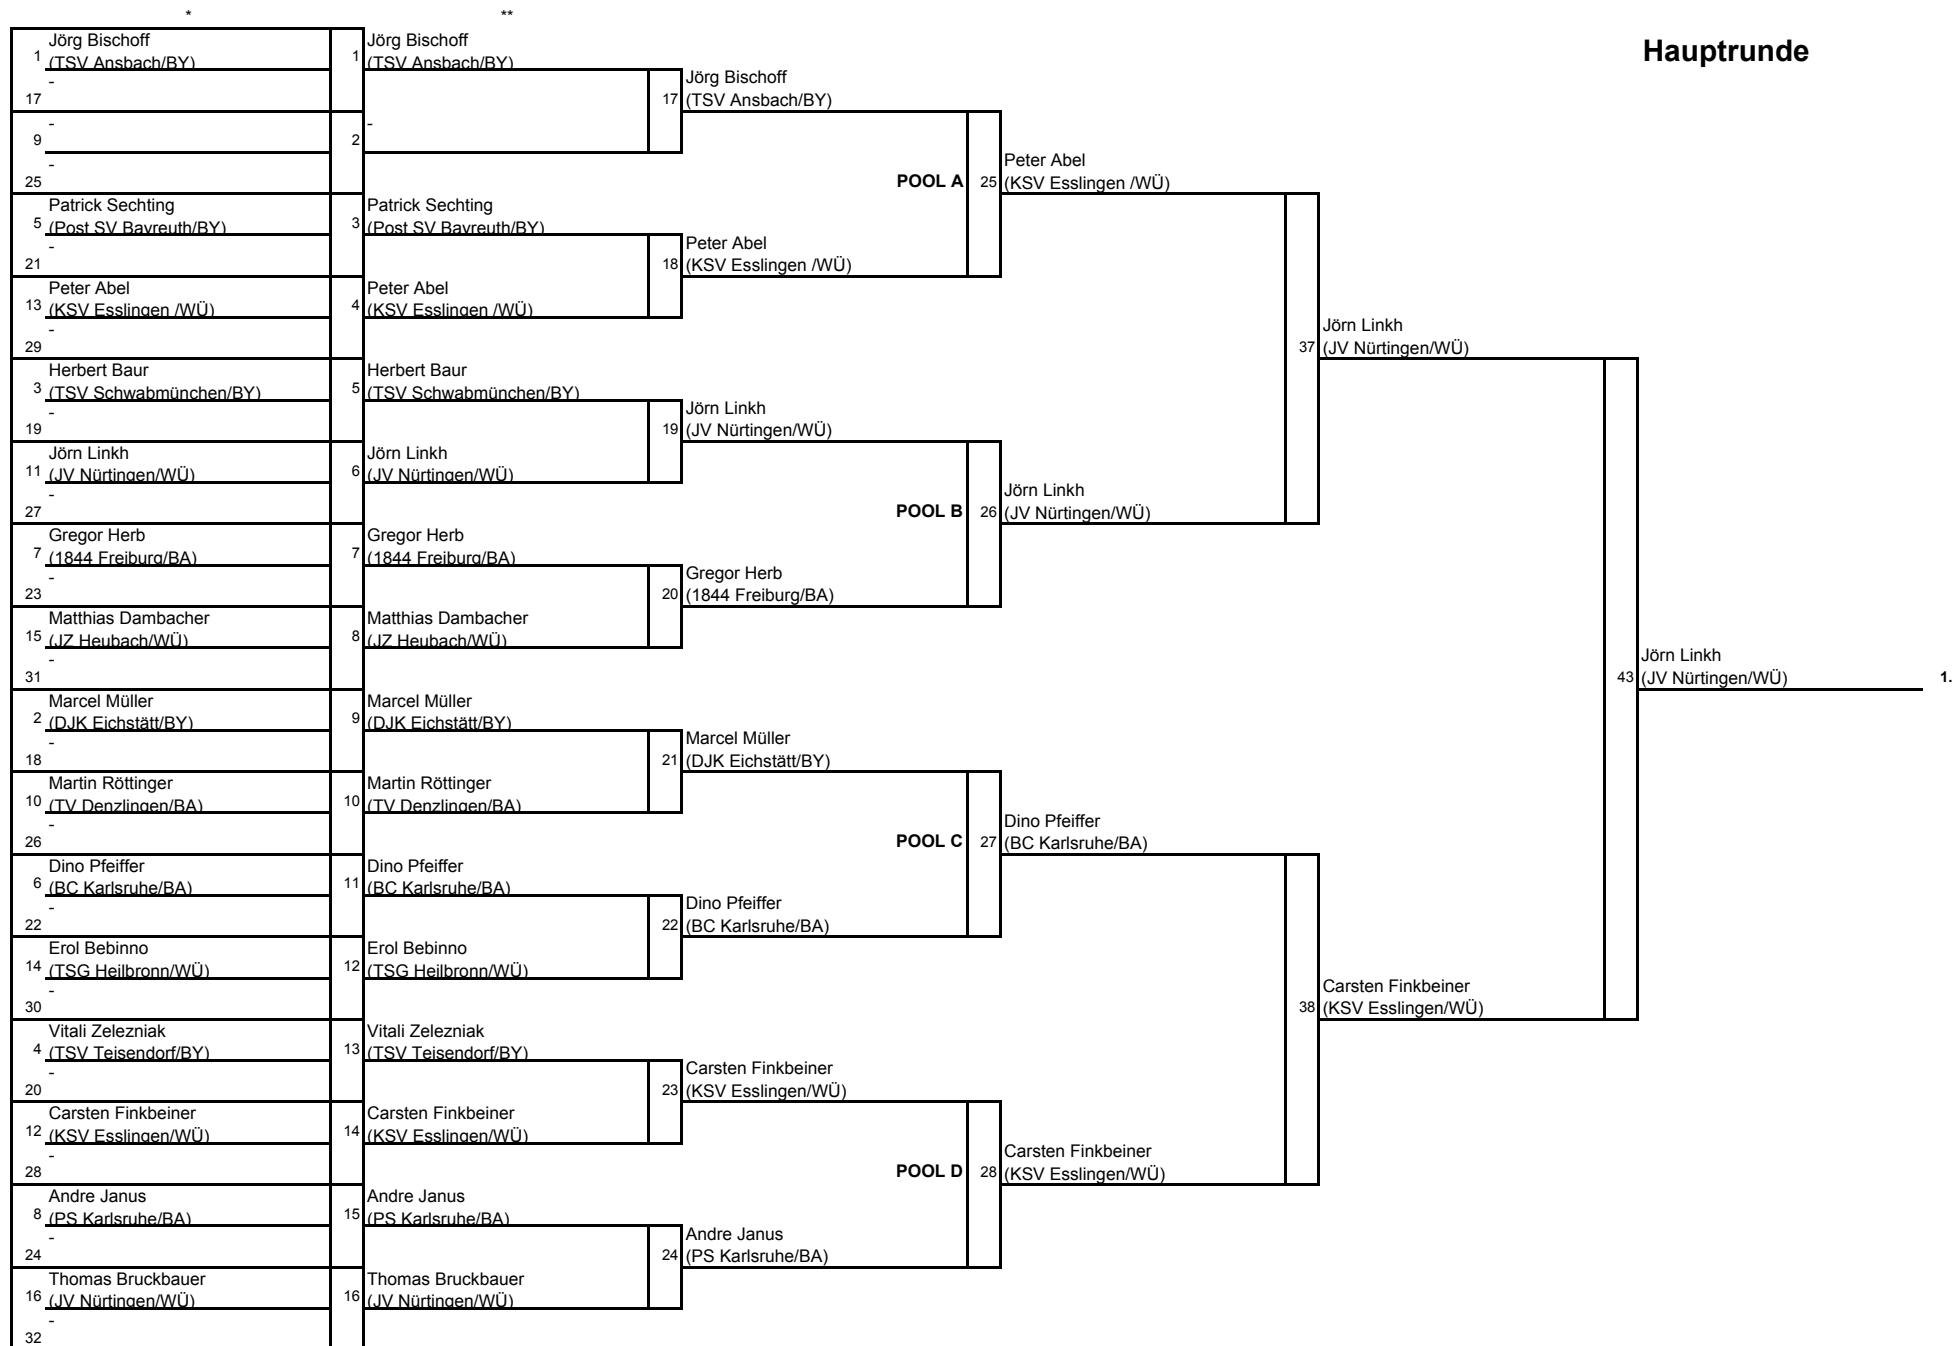 * **
Hauptrunde
Jörg Bischoff
1 (TSV Ansbach/BY)
-
17
-
9
-
25
Patrick Sechting
5 (Post SV Bayreuth/BY)
-
21
Peter Abel
13 (KSV Esslingen /WÜ)
-
29
Herbert Baur
3 (TSV Schwabmünchen/BY)
-
19
Jörn Linkh
11 (JV Nürtingen/WÜ)
-
27
Gregor Herb
7 (1844 Freiburg/BA)
-
23
Matthias Dambacher
15 (JZ Heubach/WÜ)
-
31
Marcel Müller
2 (DJK Eichstätt/BY)
-
18
Martin Röttinger
10 (TV Denzlingen/BA)
-
26
Dino Pfeiffer
6 (BC Karlsruhe/BA)
-
22
Erol Bebinno
14 (TSG Heilbronn/WÜ)
-
30
Vitali Zelezniak
4 (TSV Teisendorf/BY)
-
20
Carsten Finkbeiner
12 (KSV Esslingen/WÜ)
-
28
Andre Janus
8 (PS Karlsruhe/BA)
-
24
Thomas Bruckbauer
16 (JV Nürtingen/WÜ)
-
32
Jörg Bischoff
1 (TSV Ansbach/BY)
-
2
Patrick Sechting
3 (Post SV Bayreuth/BY)
Peter Abel
4 (KSV Esslingen /WÜ)
Herbert Baur
5 (TSV Schwabmünchen/BY)
Jörn Linkh
6 (JV Nürtingen/WÜ)
Gregor Herb
7 (1844 Freiburg/BA)
Matthias Dambacher
8 (JZ Heubach/WÜ)
Marcel Müller
9 (DJK Eichstätt/BY)
Martin Röttinger
10 (TV Denzlingen/BA)
Dino Pfeiffer
11 (BC Karlsruhe/BA)
Erol Bebinno
12 (TSG Heilbronn/WÜ)
Vitali Zelezniak
13 (TSV Teisendorf/BY)
Carsten Finkbeiner
14 (KSV Esslingen/WÜ)
Andre Janus
15 (PS Karlsruhe/BA)
Thomas Bruckbauer
16 (JV Nürtingen/WÜ)
Jörg Bischoff
17 (TSV Ansbach/BY)
Peter Abel
18 (KSV Esslingen /WÜ)
Jörn Linkh
19 (JV Nürtingen/WÜ)
Gregor Herb
20 (1844 Freiburg/BA)
Marcel Müller
21 (DJK Eichstätt/BY)
Dino Pfeiffer
22 (BC Karlsruhe/BA)
Carsten Finkbeiner
23 (KSV Esslingen/WÜ)
Andre Janus
24 (PS Karlsruhe/BA)
Peter Abel
POOL A 25 (KSV Esslingen /WÜ)
Jörn Linkh
POOL B 26 (JV Nürtingen/WÜ)
Dino Pfeiffer
POOL C 27 (BC Karlsruhe/BA)
Carsten Finkbeiner
POOL D 28 (KSV Esslingen/WÜ)
Jörn Linkh
37 (JV Nürtingen/WÜ)
Carsten Finkbeiner
38 (KSV Esslingen/WÜ)
Jörn Linkh
43 (JV Nürtingen/WÜ) 1.